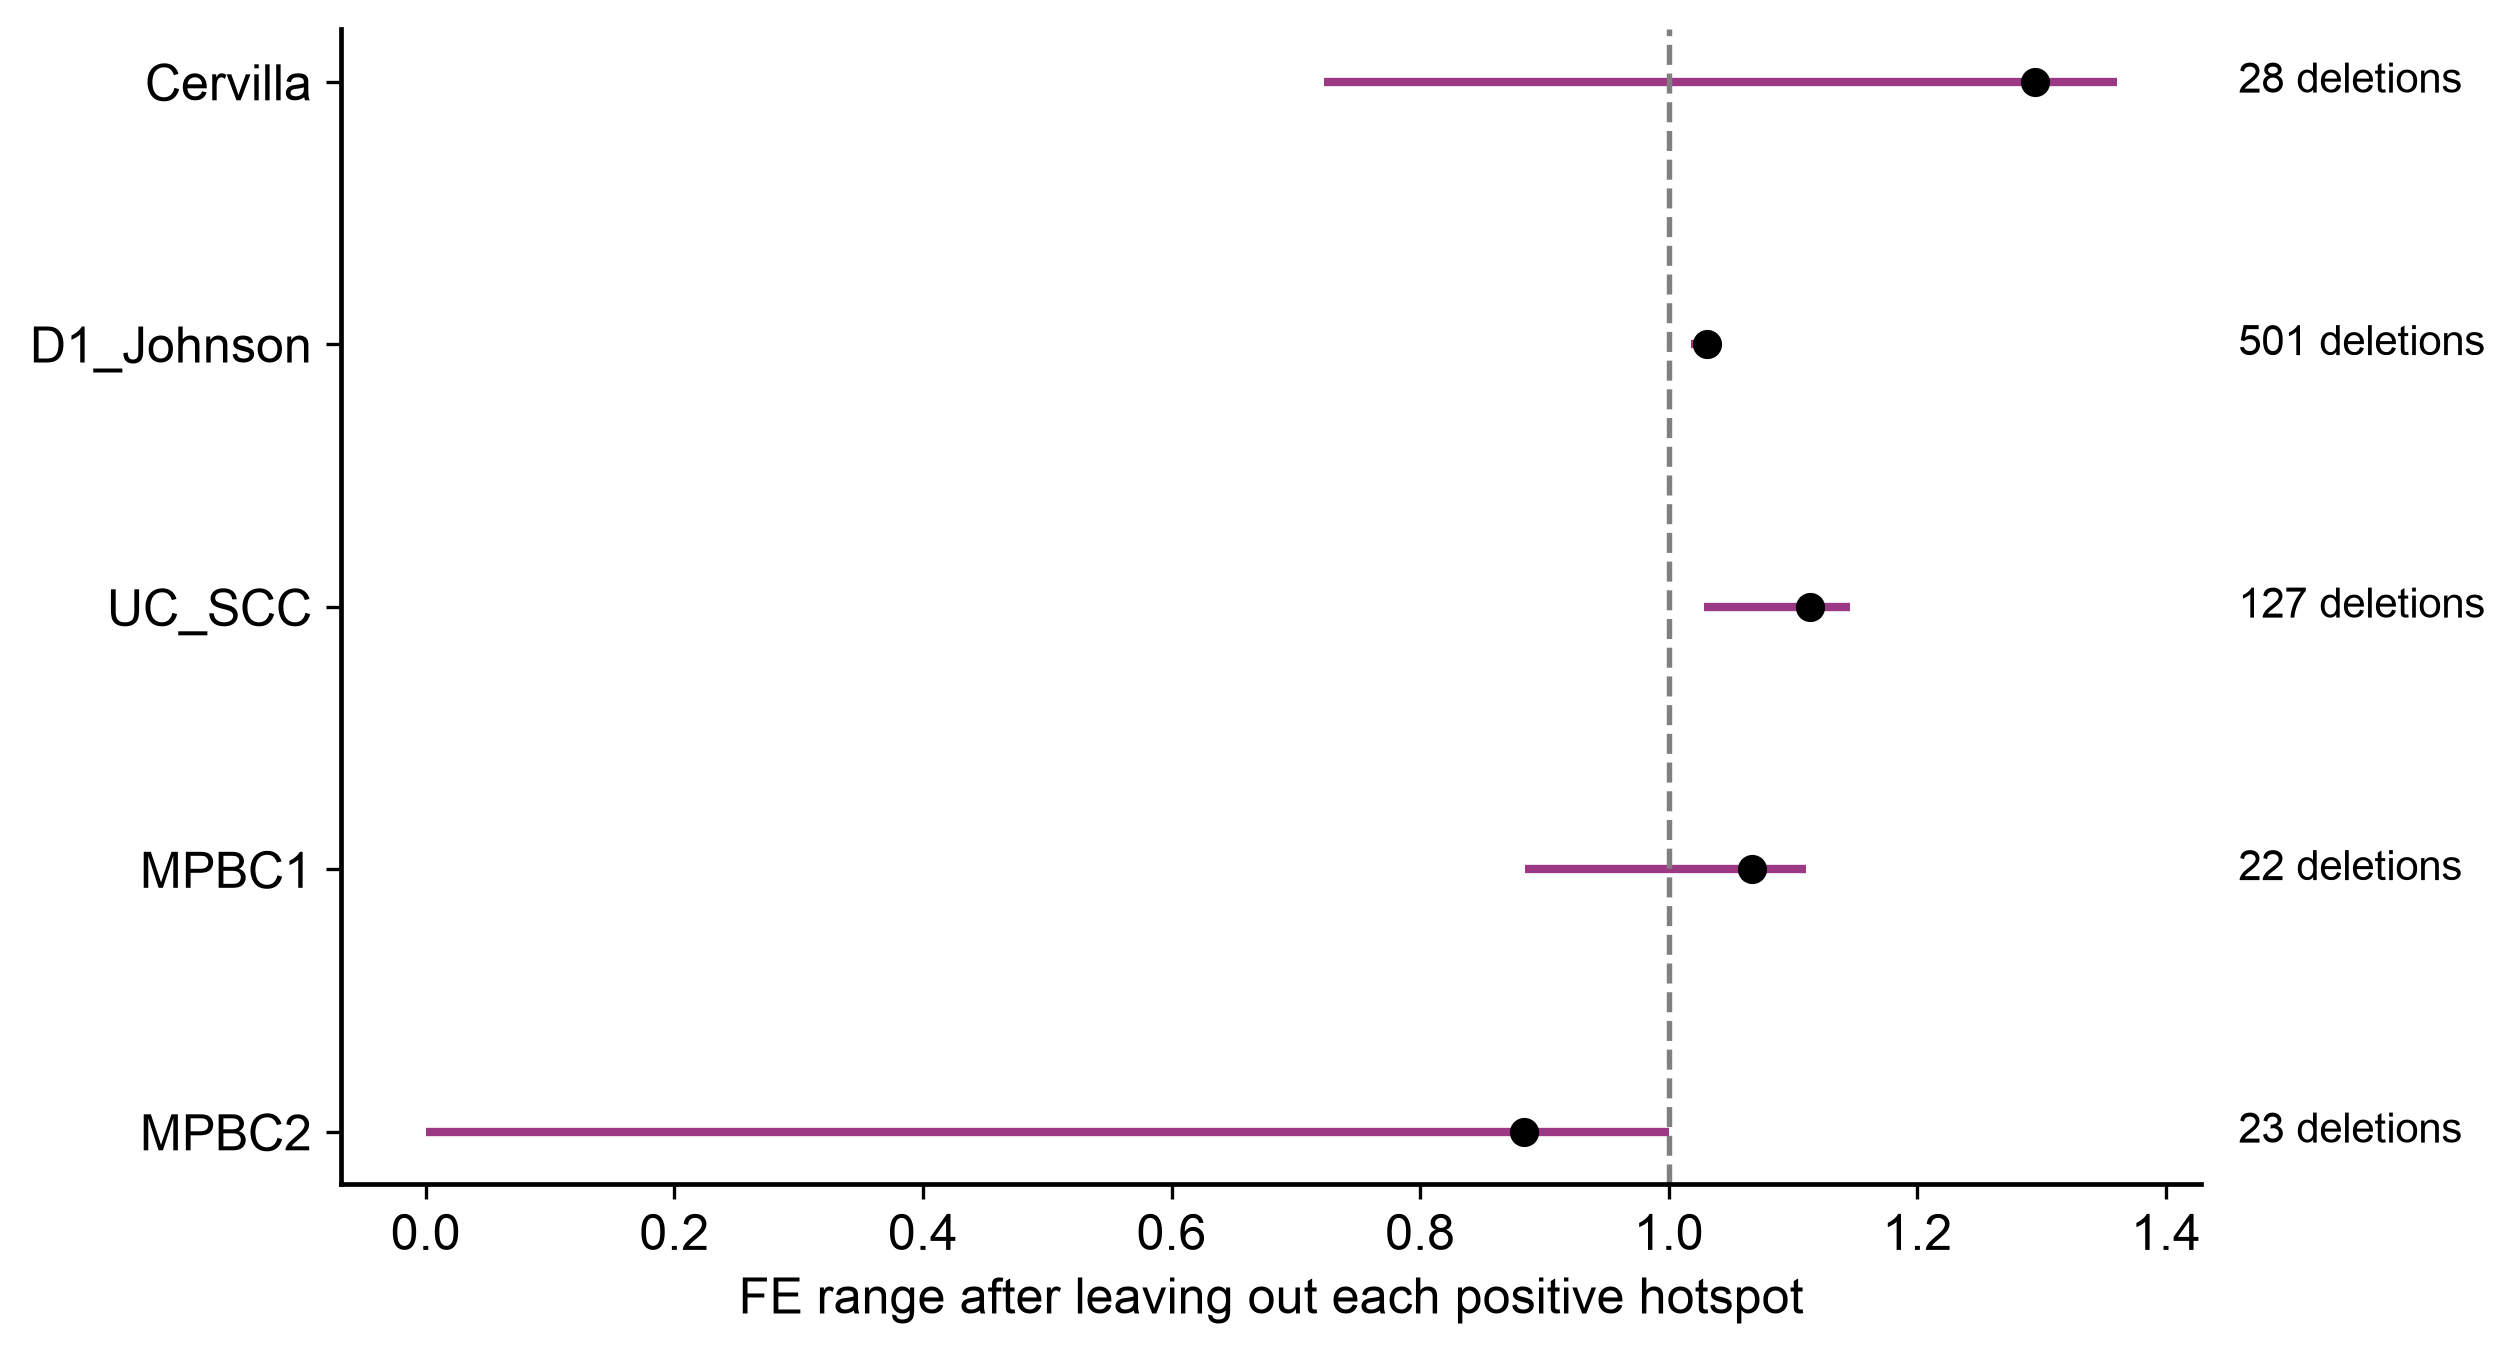 Cervilla 28 deletions
D1_Johnson 501 deletions
UC_SCC 127 deletions
MPBC1 22 deletions
MPBC2 23 deletions
0.0 0.2 0.4 0.6 0.8 1.0 1.2 1.4
FE range after leaving out each positive hotspot